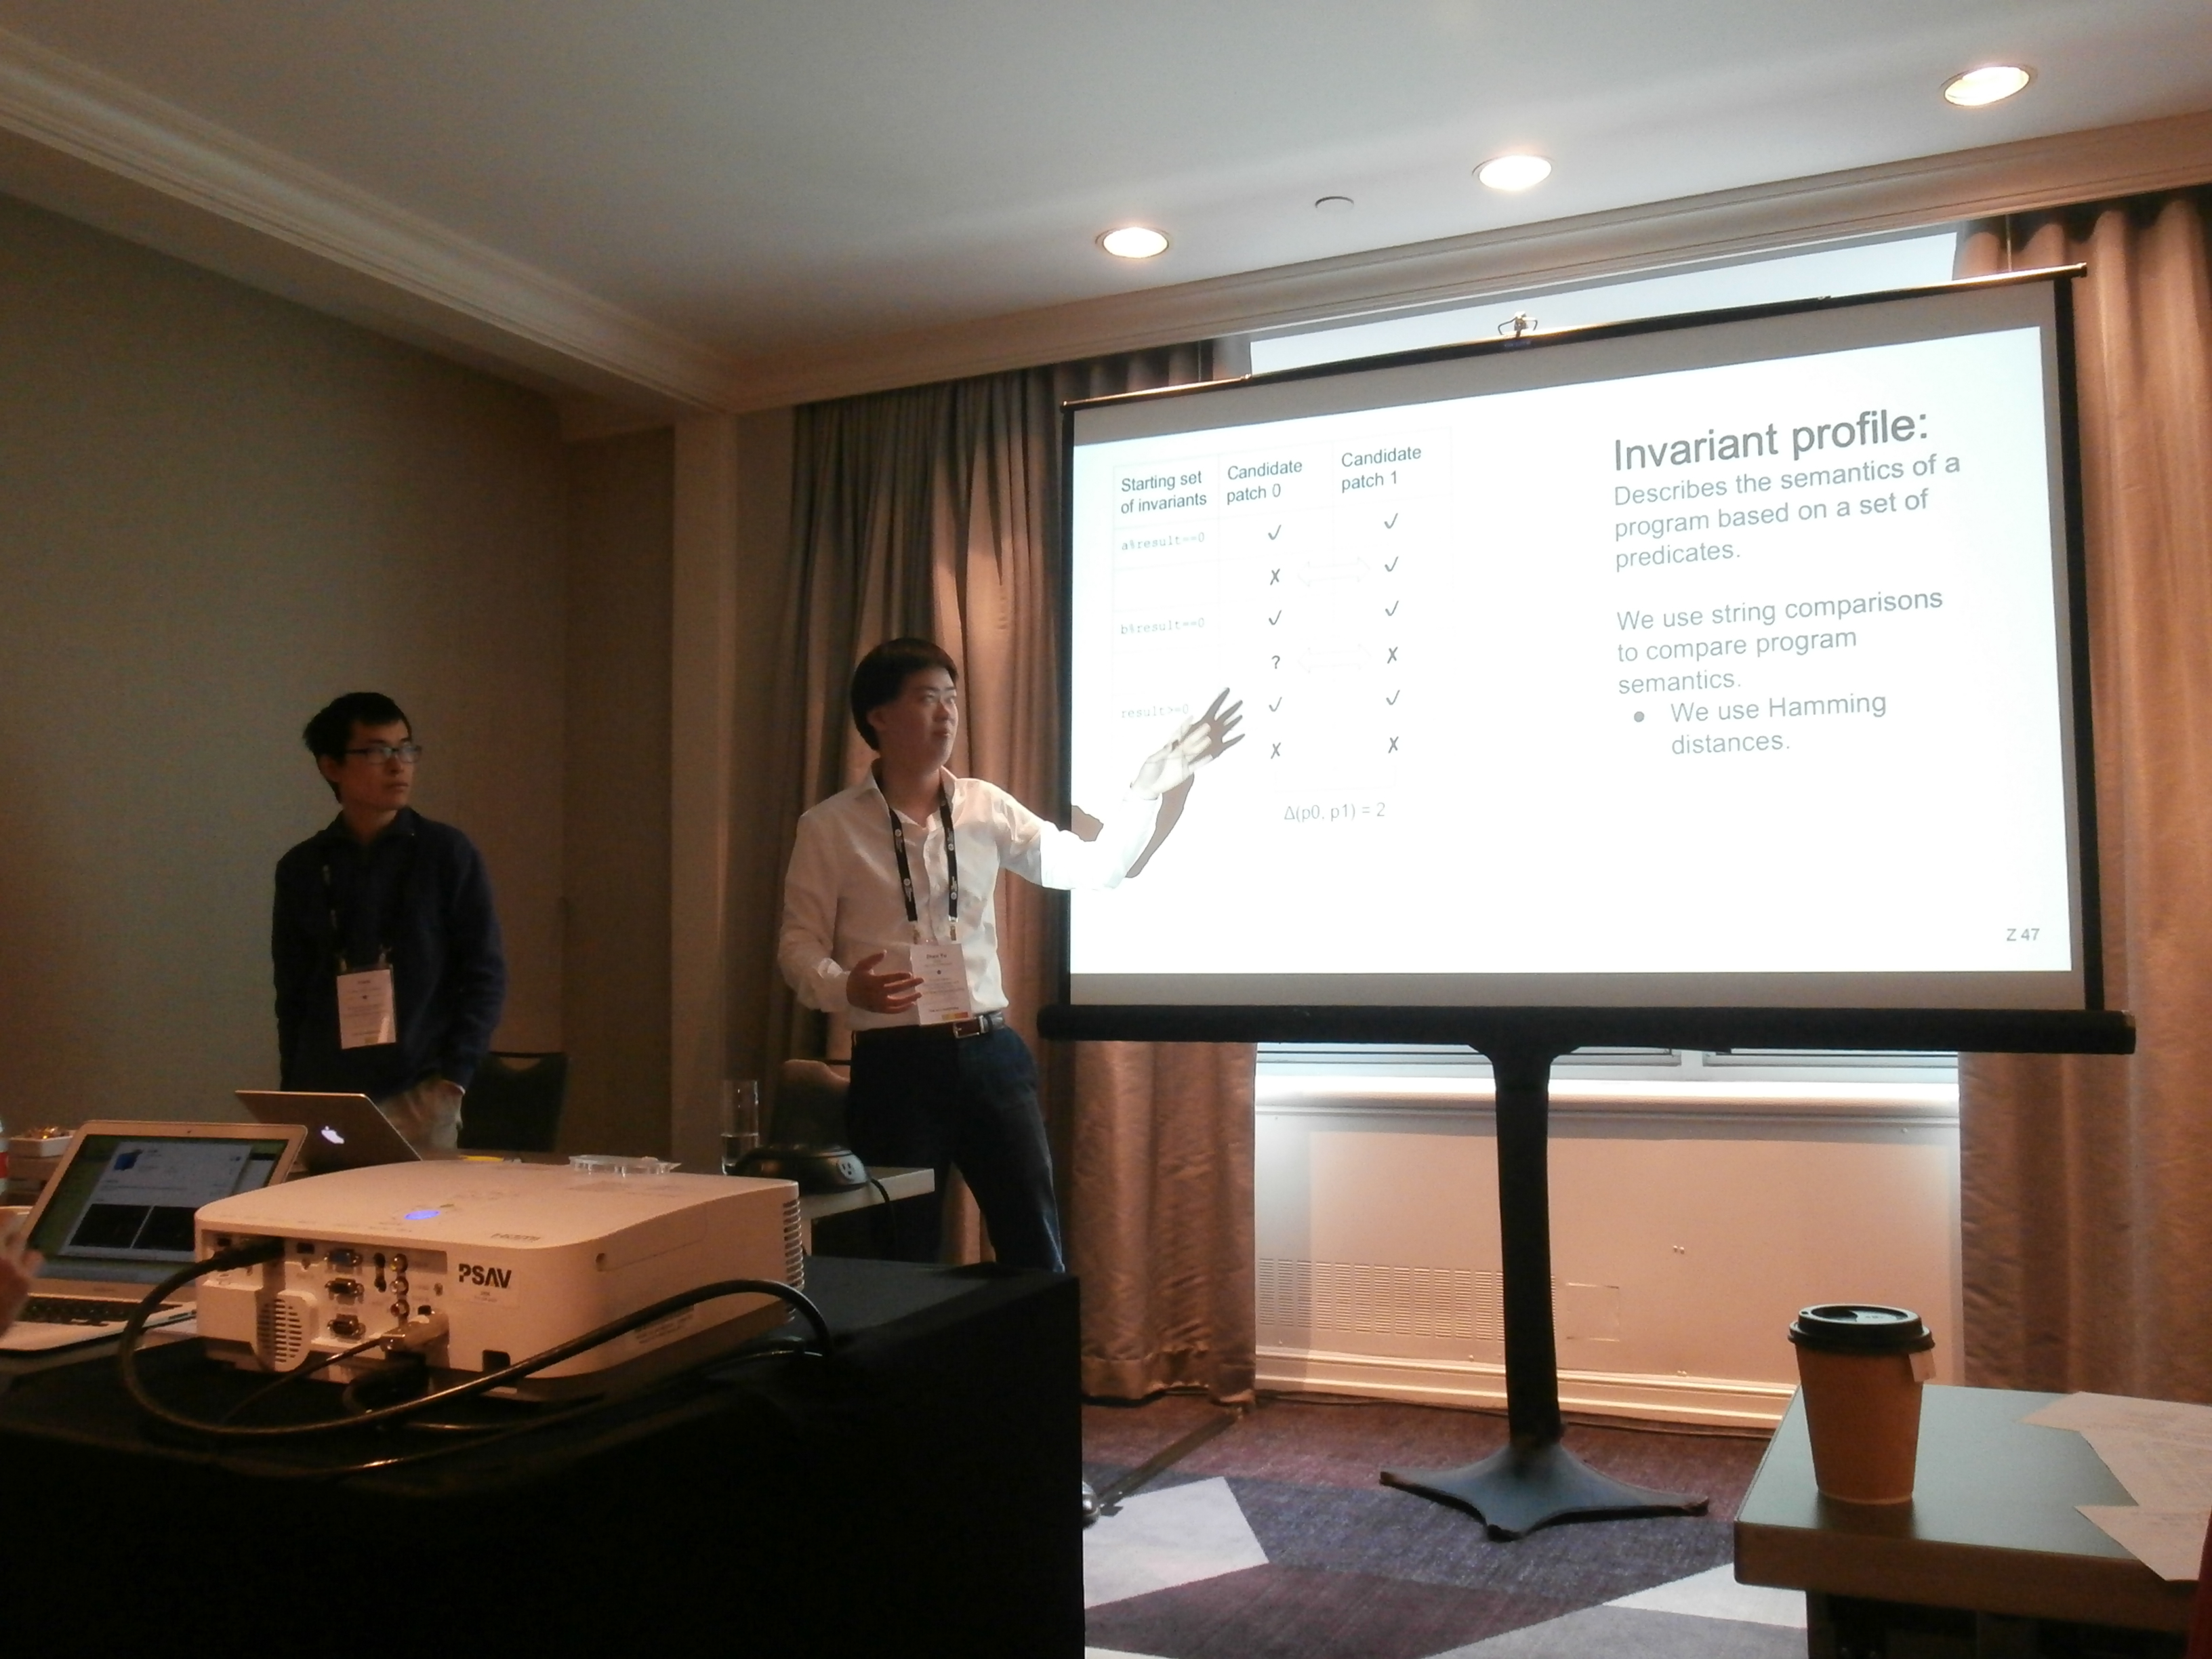 Starting set
of invariants
Candidate
patch 0
Candidate
patch 1
a%result==0
✓
✓
X
✓
b%result==0
✓
✓
?
X
result>=0
✓
✓
X
X
Δ(p0, p1) = 2
Invariant profile:
Describes the semantics of a
program based on a set of
predicates.
We use string comparisons
to compare program
semantics.
● We use Hamming
distances.
Z 47
PSAV